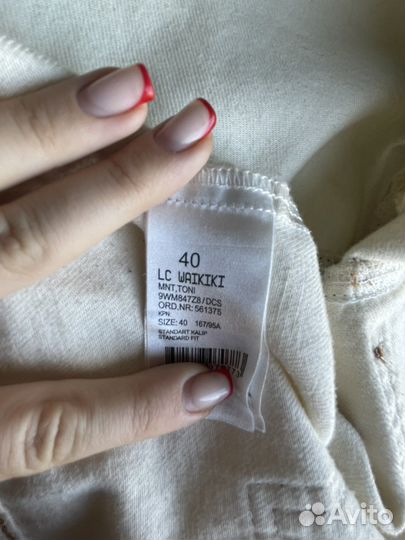 40
LC WAIKIKI
MNT.TONI
9WM847Z8/DCS
ORD.NR: 561375
KPN:
SIZE: 40 167/95A
STANDART KALIP
STANDARD FIT
Avito